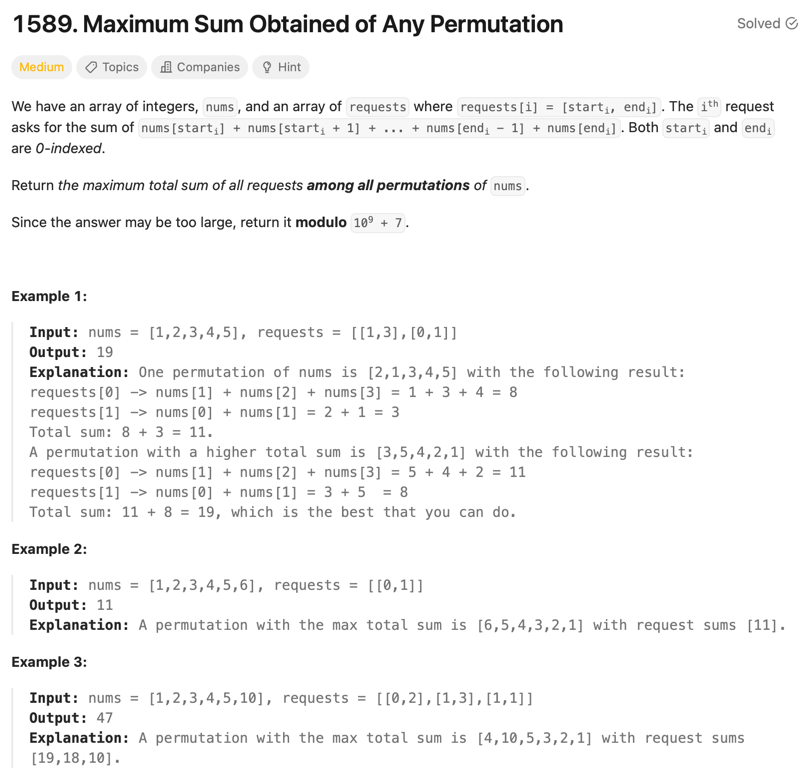 1589. Maximum Sum Obtained of Any Permutation
Solved
Medium
Topics
Companies
Hint
We have an array of integers, nums, and an array of requests where requests[i] = [startᵢ, endᵢ]. The iᵗʰ request
asks for the sum of nums[startᵢ] + nums[startᵢ + 1] + ... + nums[endᵢ - 1] + nums[endᵢ]. Both startᵢ and endᵢ
are 0-indexed.
Return the maximum total sum of all requests among all permutations of nums.
Since the answer may be too large, return it modulo 10⁹ + 7.
Example 1:
Input: nums = [1,2,3,4,5], requests = [[1,3],[0,1]]
Output: 19
Explanation: One permutation of nums is [2,1,3,4,5] with the following result:
requests[0] -> nums[1] + nums[2] + nums[3] = 1 + 3 + 4 = 8
requests[1] -> nums[0] + nums[1] = 2 + 1 = 3
Total sum: 8 + 3 = 11.
A permutation with a higher total sum is [3,5,4,2,1] with the following result:
requests[0] -> nums[1] + nums[2] + nums[3] = 5 + 4 + 2 = 11
requests[1] -> nums[0] + nums[1] = 3 + 5  = 8
Total sum: 11 + 8 = 19, which is the best that you can do.
Example 2:
Input: nums = [1,2,3,4,5,6], requests = [[0,1]]
Output: 11
Explanation: A permutation with the max total sum is [6,5,4,3,2,1] with request sums [11].
Example 3:
Input: nums = [1,2,3,4,5,10], requests = [[0,2],[1,3],[1,1]]
Output: 47
Explanation: A permutation with the max total sum is [4,10,5,3,2,1] with request sums
[19,18,10].